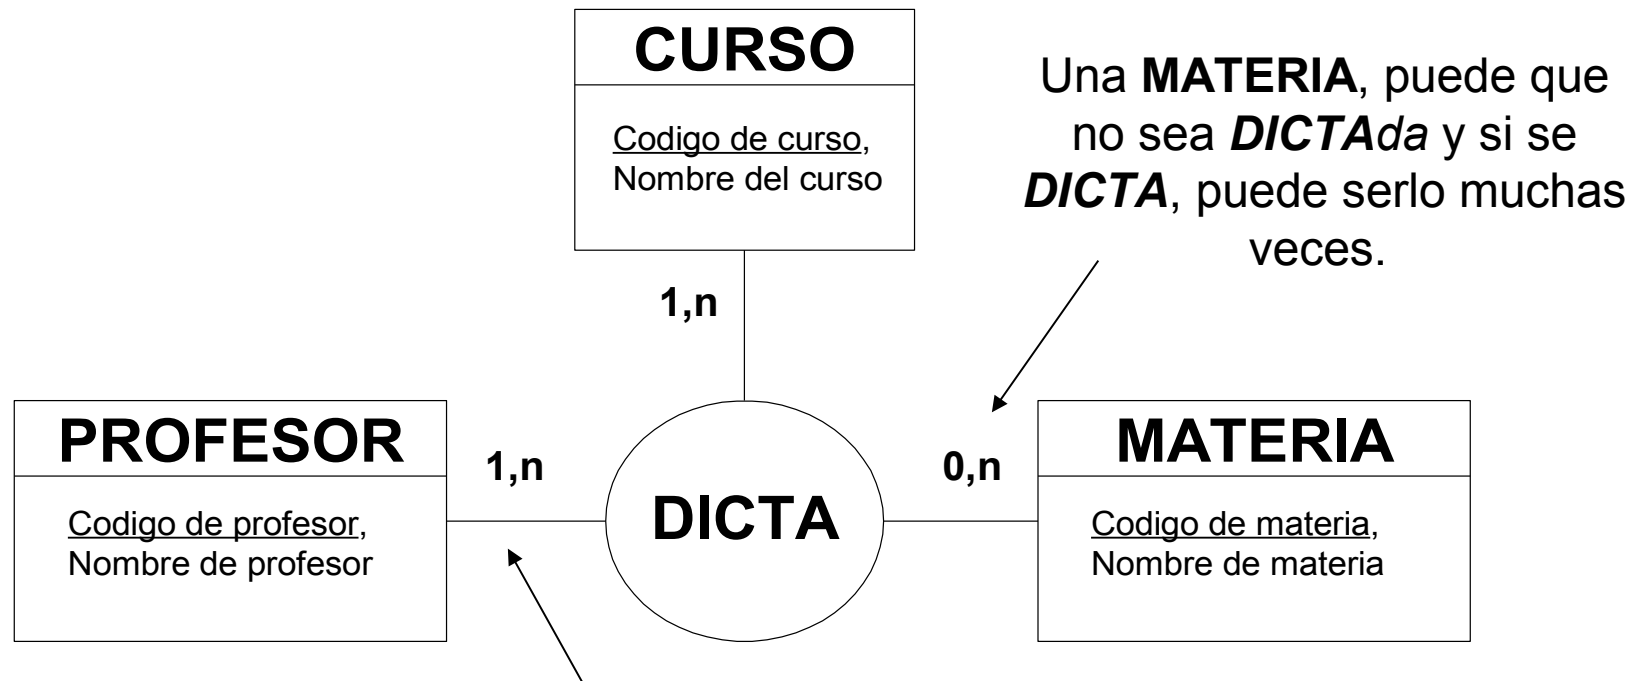 CURSO
Codigo de curso,
Nombre del curso
Una MATERIA, puede que
no sea DICTAda y si se
DICTA, puede serlo muchas
veces.
1,n
PROFESOR
Codigo de profesor,
Nombre de profesor
1,n
DICTA
0,n
MATERIA
Codigo de materia,
Nombre de materia